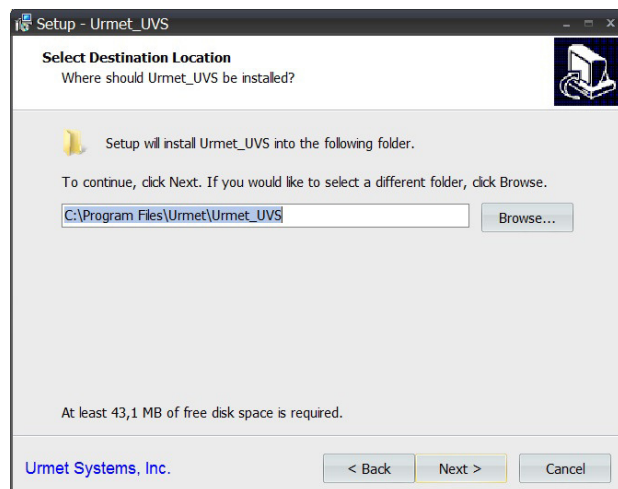 Setup - Urmet_UVS
Select Destination Location
Where should Urmet_UVS be installed?
Setup will install Urmet_UVS into the following folder.
To continue, click Next. If you would like to select a different folder, click Browse.
C:\Program Files\Urmet\Urmet_UVS
Browse...
At least 43,1 MB of free disk space is required.
Urmet Systems, Inc.
< Back
Next >
Cancel